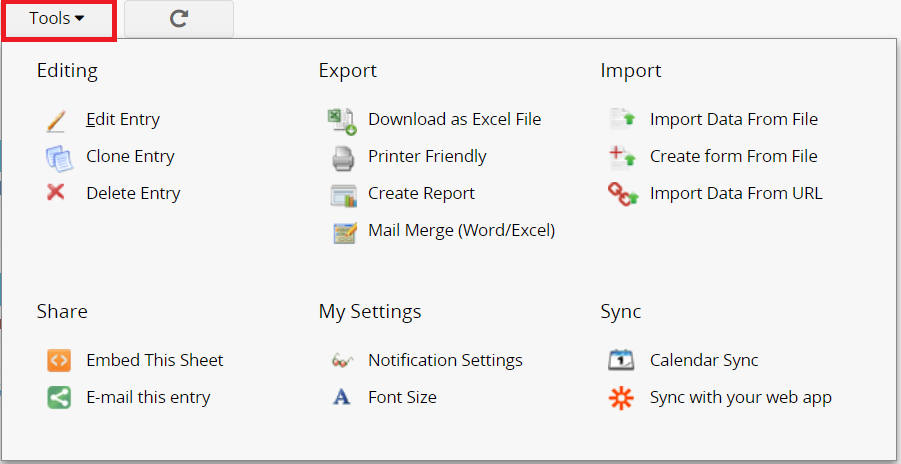 Tools
Editing
Edit Entry
Clone Entry
Delete Entry
Export
Download as Excel File
Printer Friendly
Create Report
Mail Merge (Word/Excel)
Import
Import Data From File
Create form From File
Import Data From URL
Share
Embed This Sheet
E-mail this entry
My Settings
Notification Settings
Font Size
Sync
Calendar Sync
Sync with your web app